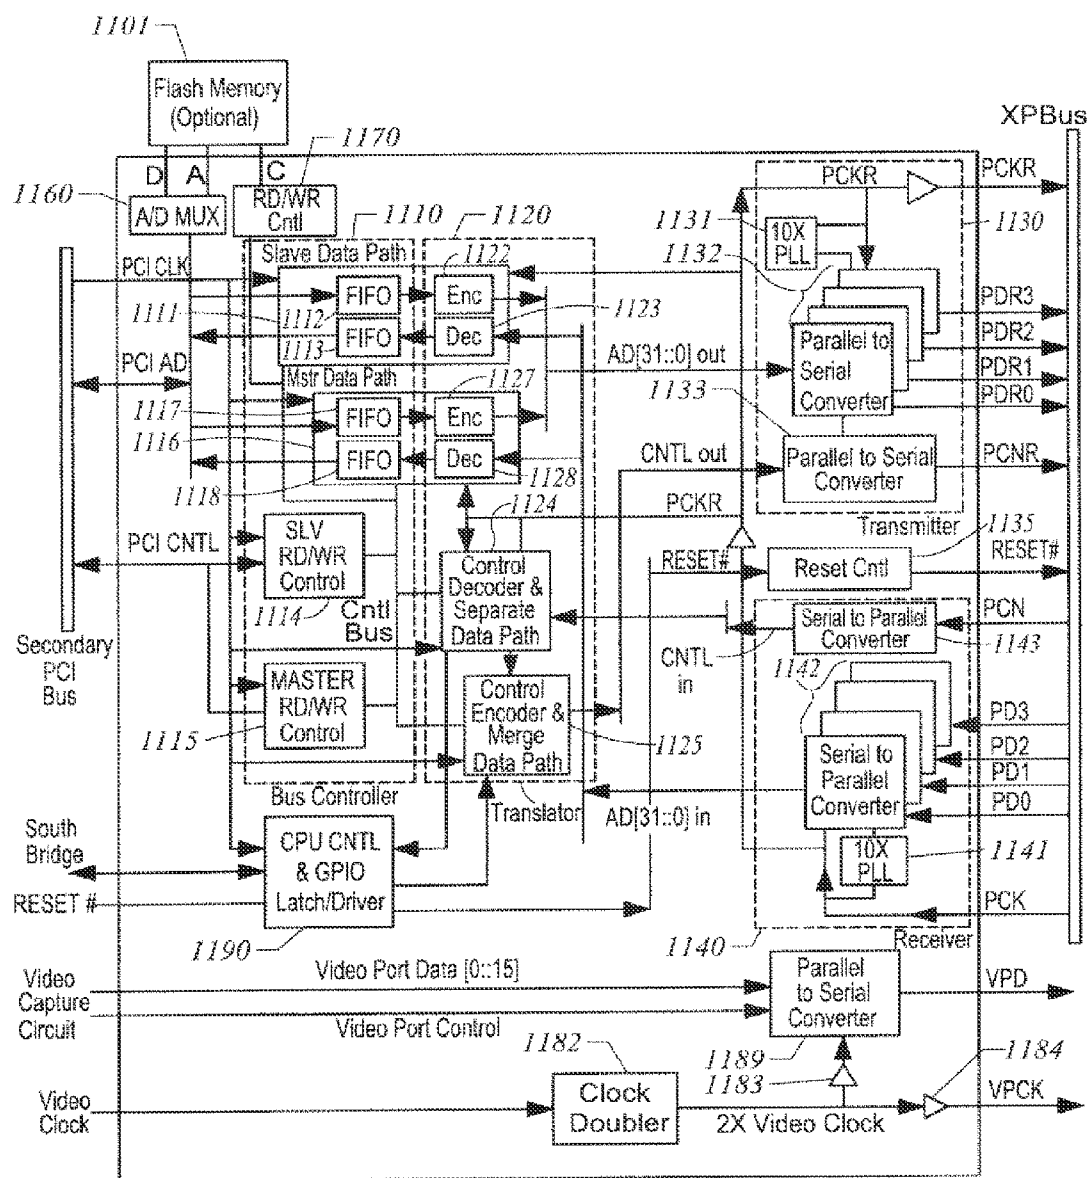 1101
Flash Memory
(Optional)
XPBus
D A C
1170
1160
A/D MUX
RD/WR
Cntl
1110
1120
PCKR
PCKR
1130
1131
10X
PLL
1132
Slave Data Path
1122
PCI CLK
FIFO
Enc
1111
1112
1123
1113
FIFO
Dec
PDR3
PDR2
PDR1
PDR0
PCI AD
AD[31::0] out
Parallel to
Serial
Converter
Mstr Data Path
1127
1133
1117
FIFO
Enc
1116
FIFO
Dec
1118
1128
CNTL out
Parallel to Serial
Converter
PCNR
1124
PCKR
Transmitter
1135
PCI CNTL
SLV
RD/WR
Control
1114
Cntl
Bus
Control
Decoder &
Separate
Data Path
RESET#
Reset Cntl
RESET#
Secondary
PCI
Bus
CNTL
in
Serial to Parallel
Converter
PCN
1143
1142
MASTER
RD/WR
Control
1115
Control
Encoder &
Merge
Data Path
1125
Serial to
Parallel
Converter
PD3
PD2
PD1
PD0
Bus Controller
Translator
AD[31::0] in
10X
PLL
1141
South
Bridge
RESET #
CPU CNTL
& GPIO
Latch/Driver
1190
PCK
1140
Receiver
Video
Capture
Circuit
Video Port Data [0::15]
Video Port Control
Parallel
to Serial
Converter
VPD
1182
1189
1183
1184
Video
Clock
Clock
Doubler
2X Video Clock
VPCK